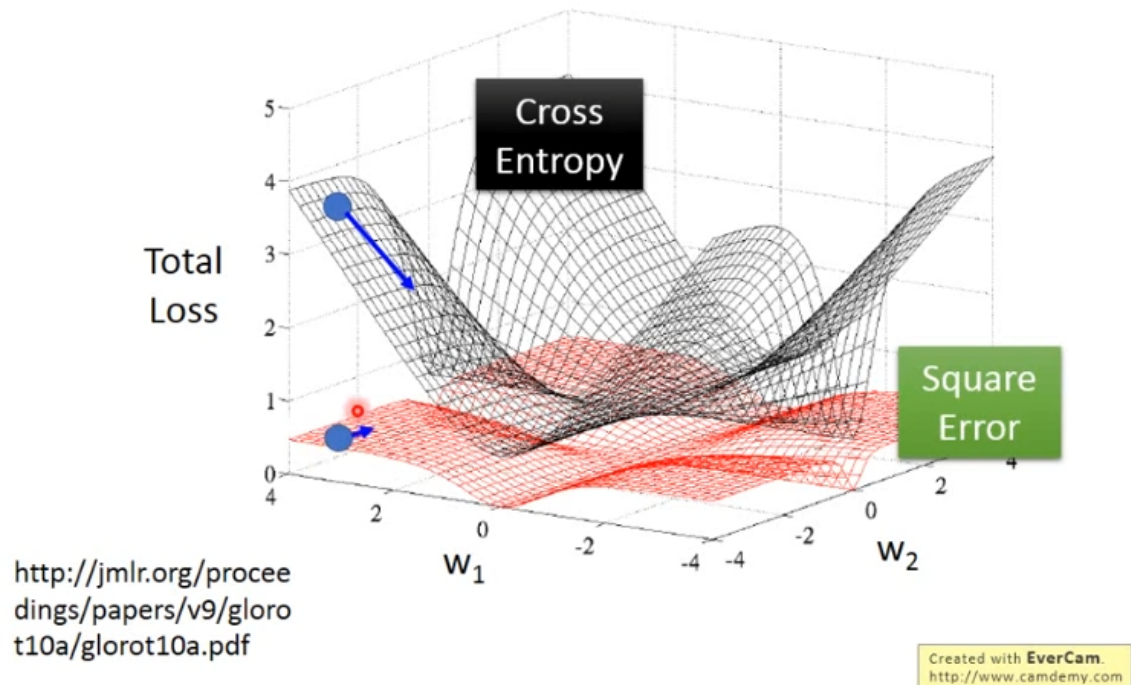 5
4
3
2
1
0
Total
Loss
Cross
Entropy
Square
Error
4
2
0
-2
-4
w1
-4
-2
0
2
4
w2
http://jmlr.org/procee
dings/papers/v9/gloro
t10a/glorot10a.pdf
Created with EverCam.
http://www.camdemy.com